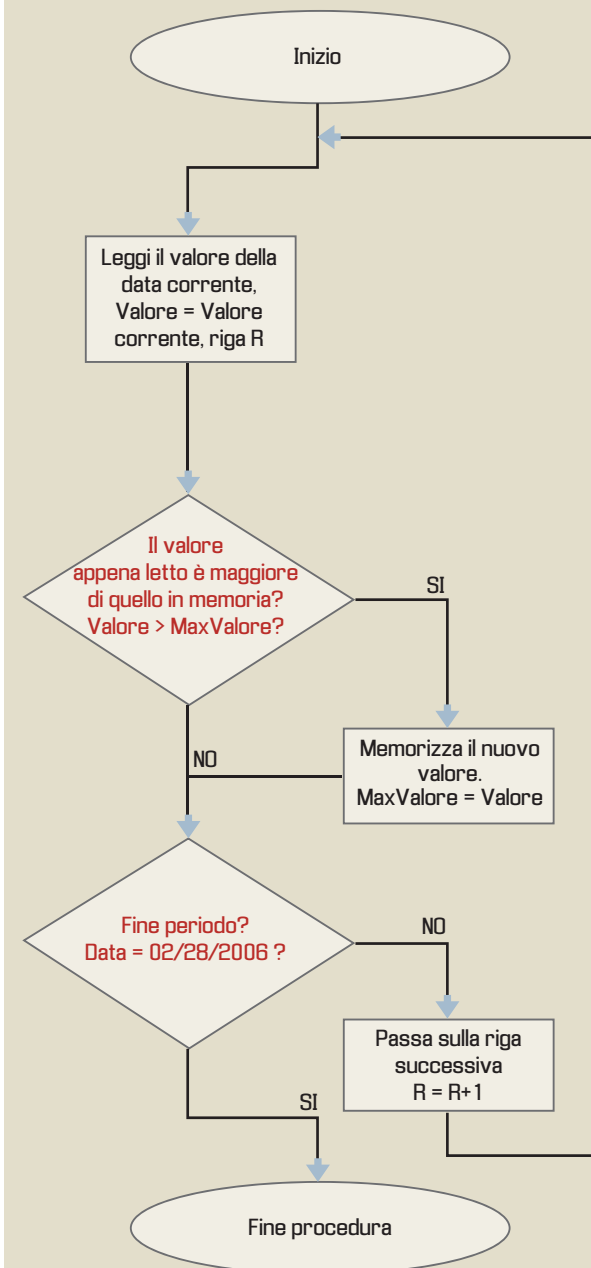 Inizio
Leggi il valore della
data corrente,
Valore = Valore
corrente, riga R
Il valore
appena letto è maggiore
di quello in memoria?
Valore > MaxValore?
SI
NO
Memorizza il nuovo
valore.
MaxValore = Valore
Fine periodo?
Data = 02/28/2006 ?
NO
Passa sulla riga
successiva
R = R+1
SI
Fine procedura